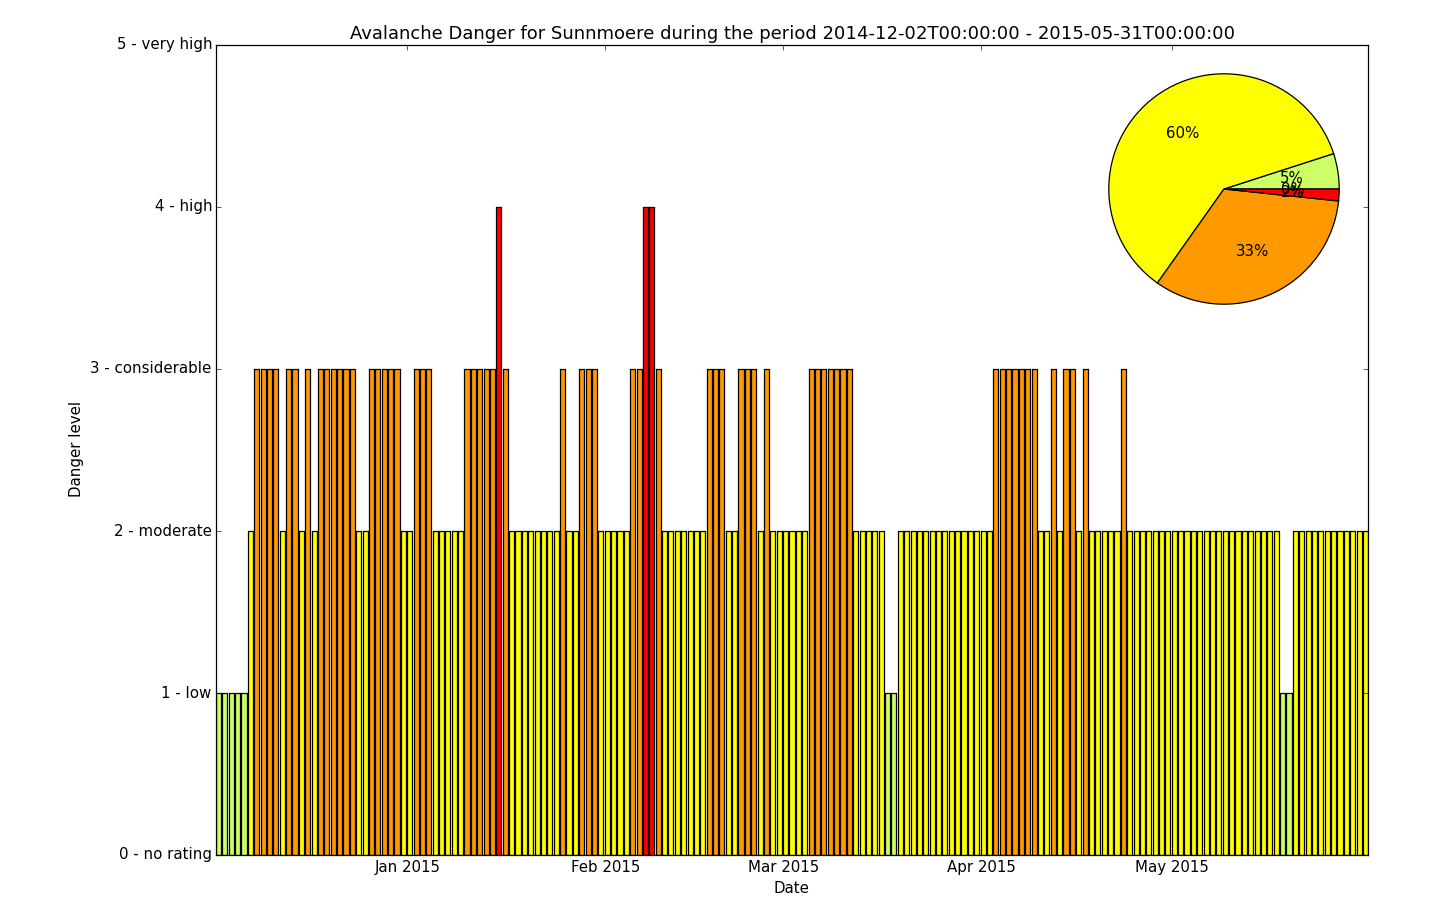 Avalanche Danger for Sunnmoere during the period 2014-12-02T00:00:00 - 2015-05-31T00:00:00
5 - very high
4 - high
3 - considerable
2 - moderate
1 - low
0 - no rating
Danger level
60%
5%
33%
Jan 2015
Feb 2015
Mar 2015
Apr 2015
May 2015
Date